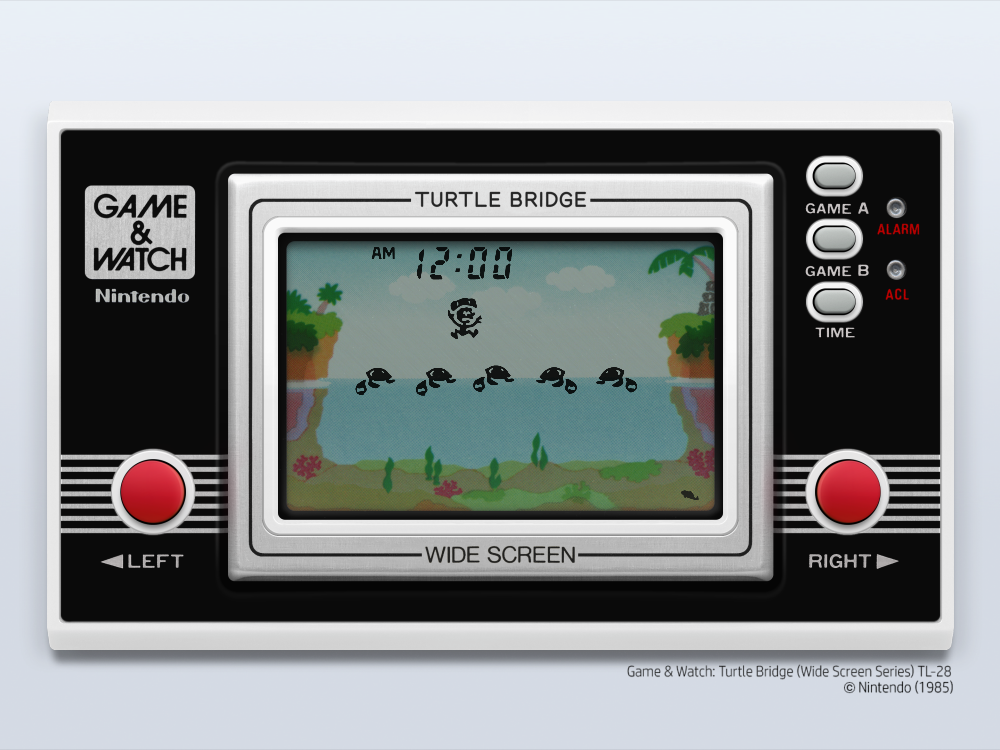 GAME
&
WATCH
Nintendo
TURTLE BRIDGE
AM 12:00
GAME A
ALARM
GAME B
ACL
TIME
◀LEFT
WIDE SCREEN
RIGHT▶
Game & Watch: Turtle Bridge (Wide Screen Series) TL-28
© Nintendo (1985)